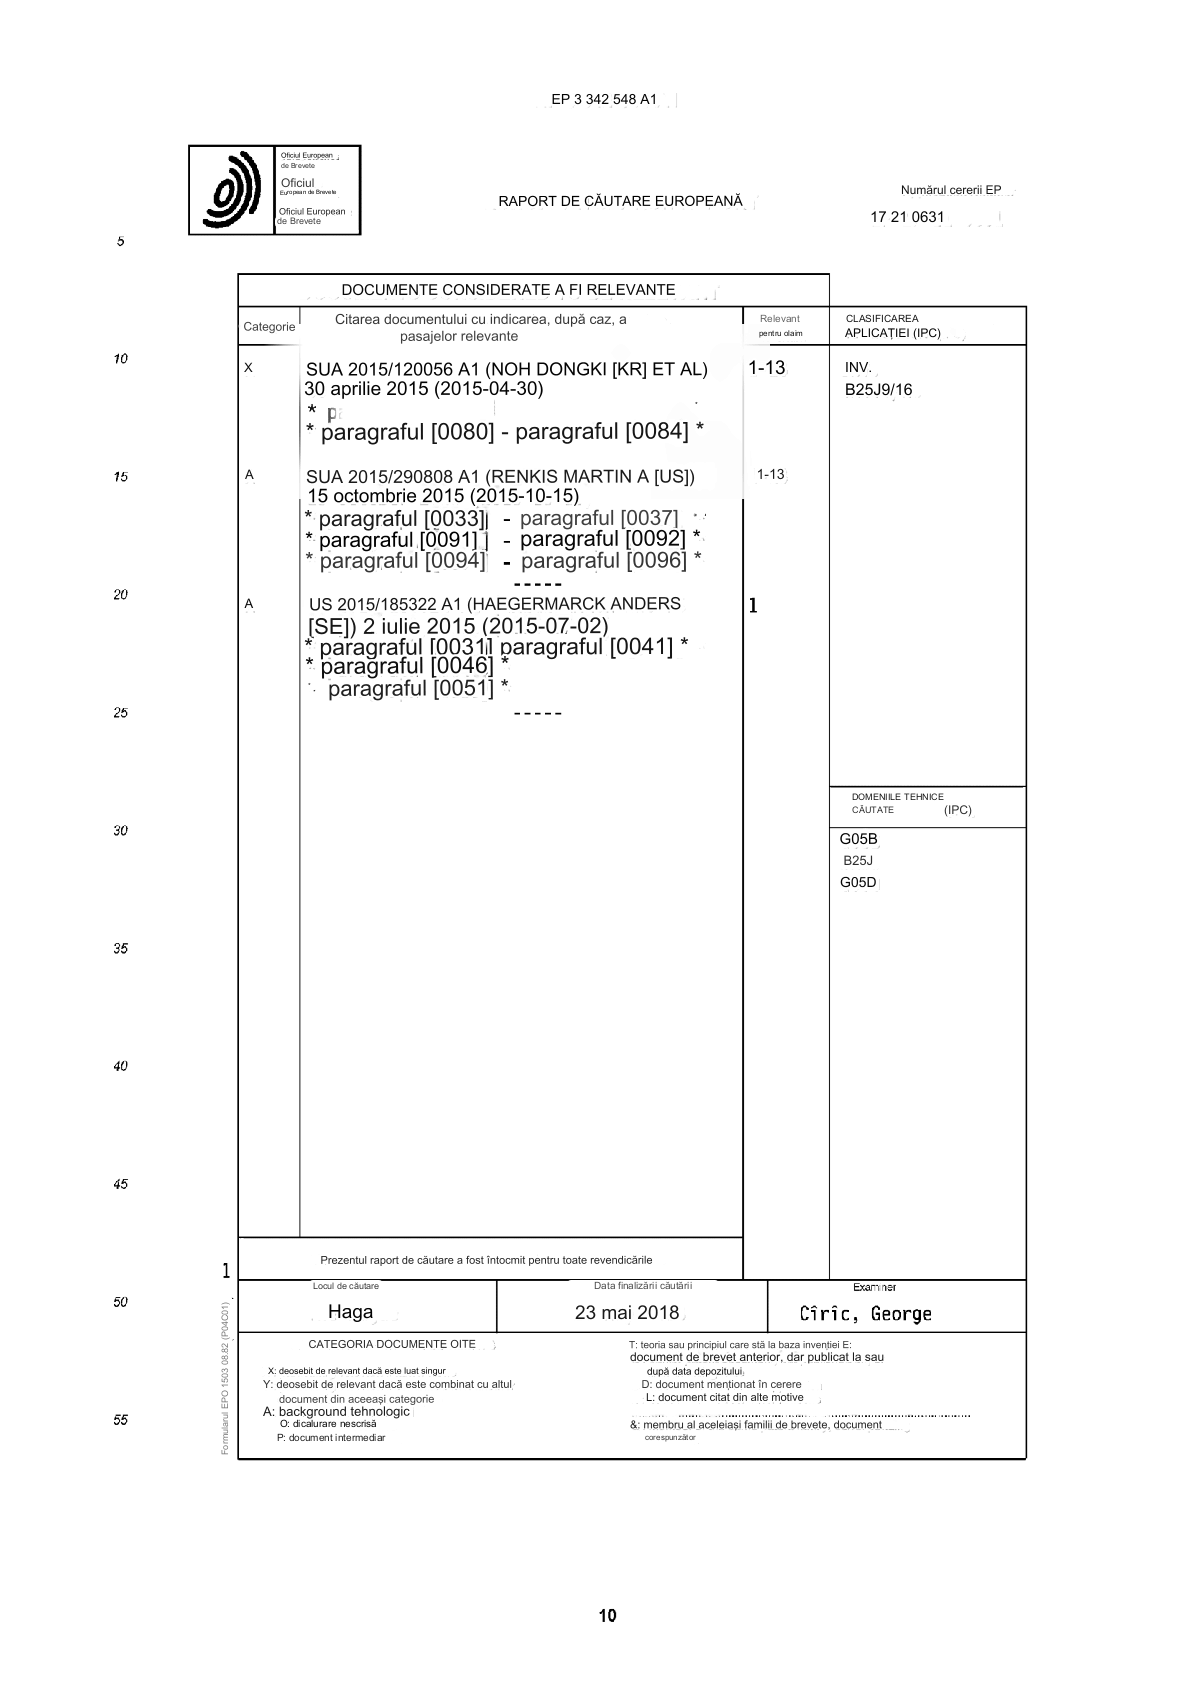 EP 3 342 548 A1
Oficiul European
de Brevete
Oficiul
European de Brevete
Oficiul European
de Brevete
RAPORT DE CĂUTARE EUROPEANĂ
Numărul cererii EP
17 21 0631
5
DOCUMENTE CONSIDERATE A FI RELEVANTE
Categorie
Citarea documentului cu indicarea, după caz, a
pasajelor relevante
Relevant
pentru olaim
CLASIFICAREA
APLICAȚIEI (IPC)
10
X
SUA 2015/120056 A1 (NOH DONGKI [KR] ET AL)
30 aprilie 2015 (2015-04-30)
*
* paragraful [0080] - paragraful [0084] *
1-13
INV.
B25J9/16
15
A
SUA 2015/290808 A1 (RENKIS MARTIN A [US])
15 octombrie 2015 (2015-10-15)
* paragraful [0033] - paragraful [0037]
* paragraful [0091] - paragraful [0092] *
* paragraful [0094] - paragraful [0096] *
-----
1-13
20
A
US 2015/185322 A1 (HAEGERMARCK ANDERS
[SE]) 2 iulie 2015 (2015-07-02)
* paragraful [0031] paragraful [0041] *
* paragraful [0046] *
paragraful [0051] *
-----
1
25
DOMENIILE TEHNICE
CĂUTATE (IPC)
30
G05B
B25J
G05D
35
40
45
Prezentul raport de căutare a fost întocmit pentru toate revendicările
1
50
Locul de căutare
Haga
Data finalizării căutării
23 mai 2018
Examiner
Cîrîc, George
CATEGORIA DOCUMENTE OITE
X: deosebit de relevant dacă este luat singur
Y: deosebit de relevant dacă este combinat cu altul
document din aceeași categorie
A: background tehnologic
O: dicalurare nescrisă
P: document intermediar
T: teoria sau principiul care stă la baza invenției E:
document de brevet anterior, dar publicat la sau
după data depozitului
D: document menționat în cerere
L: document citat din alte motive
&: membru al aceleiași familii de brevete, document
corespunzător
55
Formularul EPO 1503 08.82 (P04C01)
10